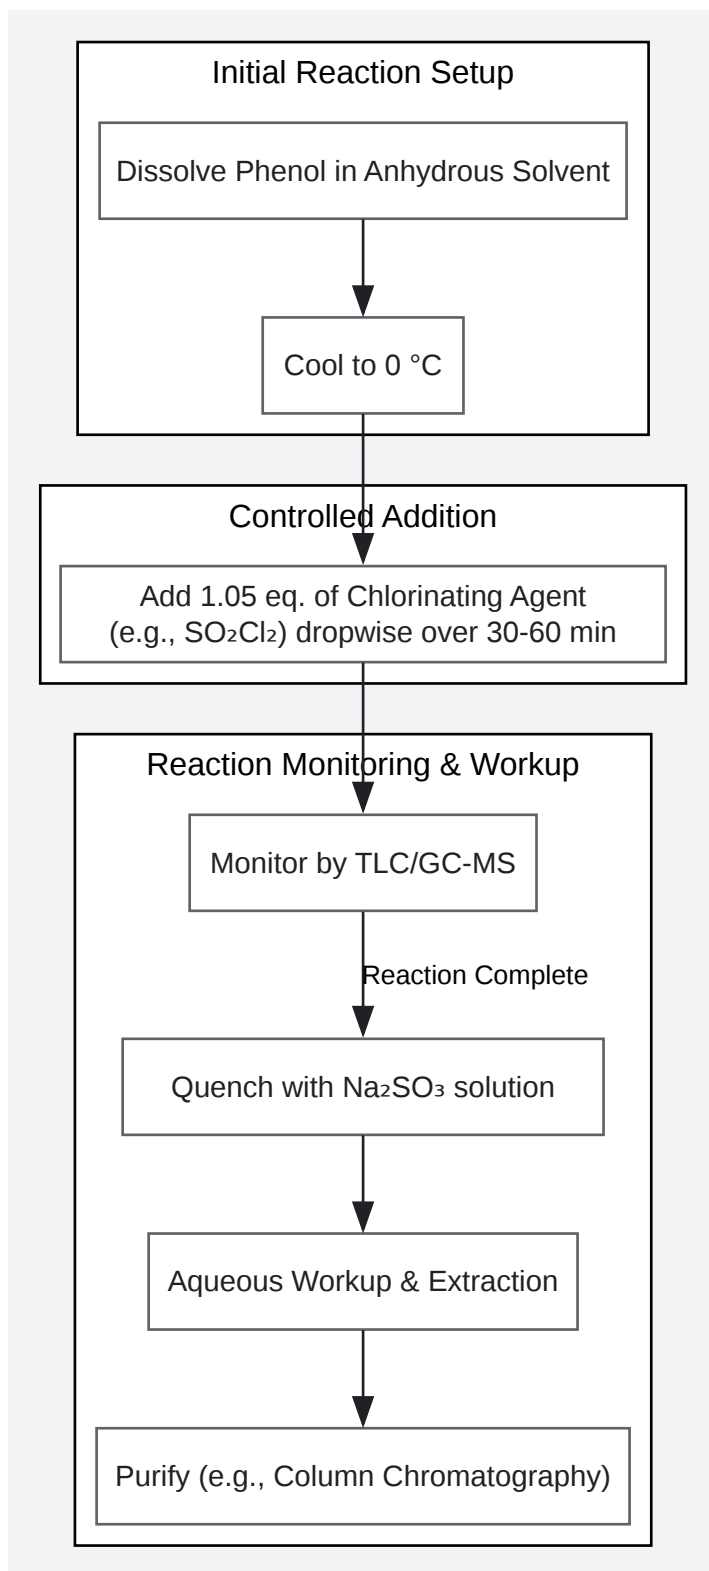 Initial Reaction Setup
Dissolve Phenol in Anhydrous Solvent
Cool to 0 °C
Controlled Addition
Add 1.05 eq. of Chlorinating Agent
(e.g., SO₂Cl₂) dropwise over 30-60 min
Reaction Monitoring & Workup
Monitor by TLC/GC-MS
Reaction Complete
Quench with Na₂SO₃ solution
Aqueous Workup & Extraction
Purify (e.g., Column Chromatography)